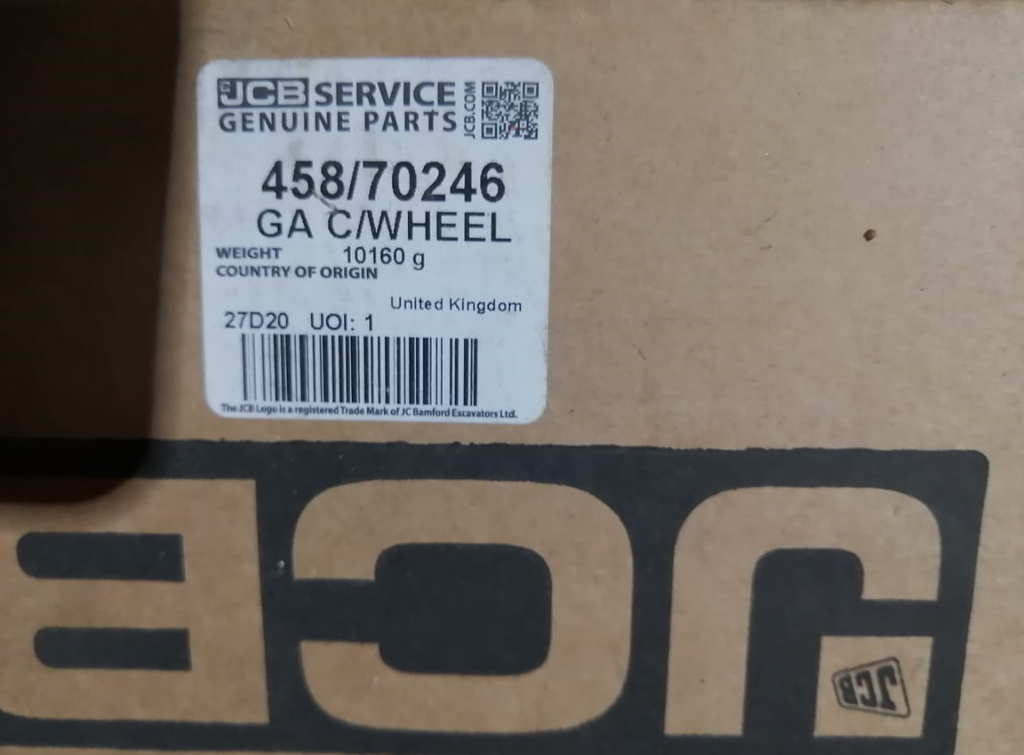 JCB SERVICE
GENUINE PARTS
JCB.COM
458/70246
GA C/WHEEL
WEIGHT 10160 g
COUNTRY OF ORIGIN
United Kingdom
27D20 UOI: 1
The JCB Logo is a registered Trade Mark of JC Bamford Excavators Ltd.
JCB
JCB